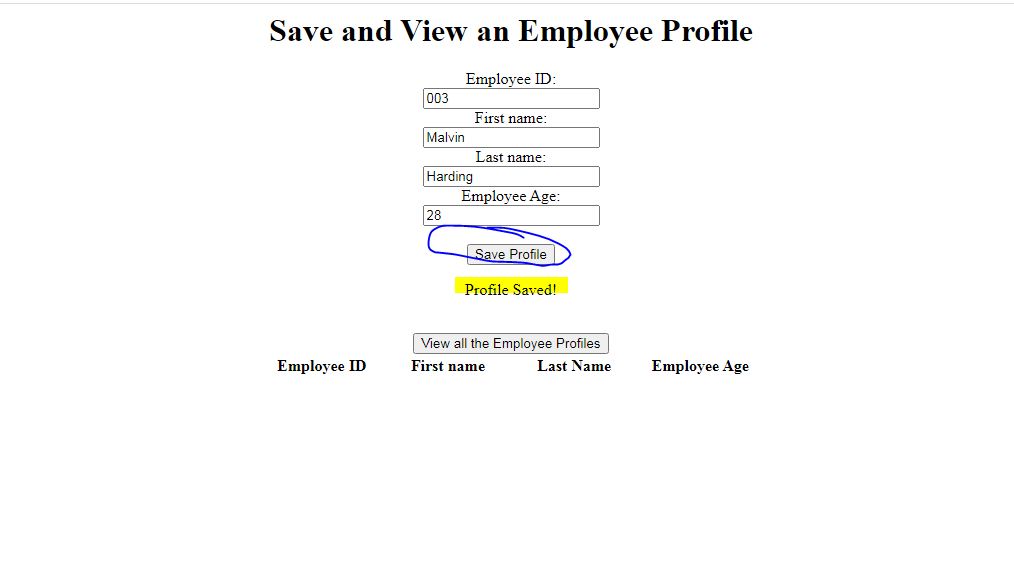 Save and View an Employee Profile
Employee ID:
003
First name:
Malvin
Last name:
Harding
Employee Age:
28
Save Profile
Profile Saved!
View all the Employee Profiles
Employee ID First name Last Name Employee Age